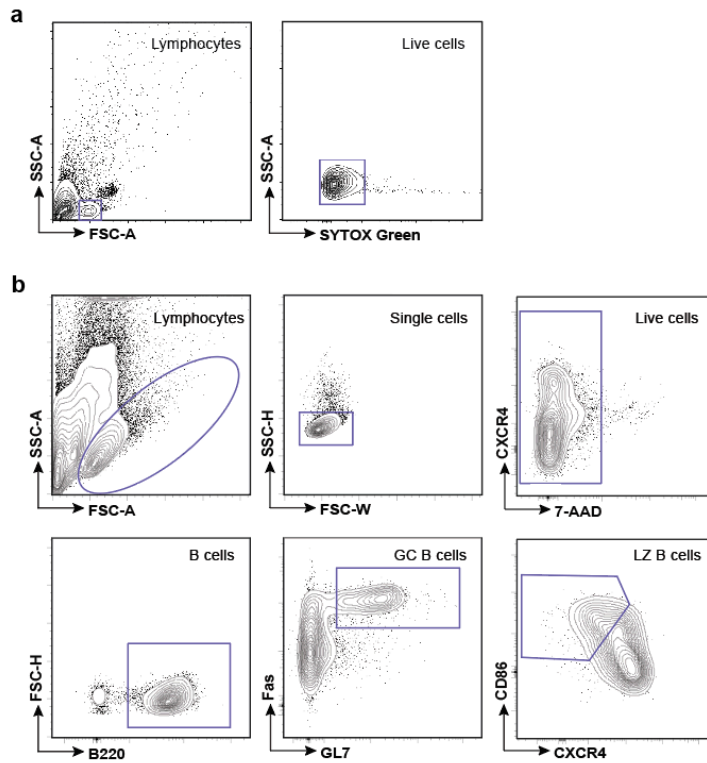 a
Lymphocytes
SSC-A
FSC-A
Live cells
SSC-A
SYTOX Green
b
Lymphocytes
SSC-A
FSC-A
Single cells
SSC-H
FSC-W
Live cells
CXCR4
7-AAD
B cells
FSC-H
B220
GC B cells
Fas
GL7
LZ B cells
CD86
CXCR4